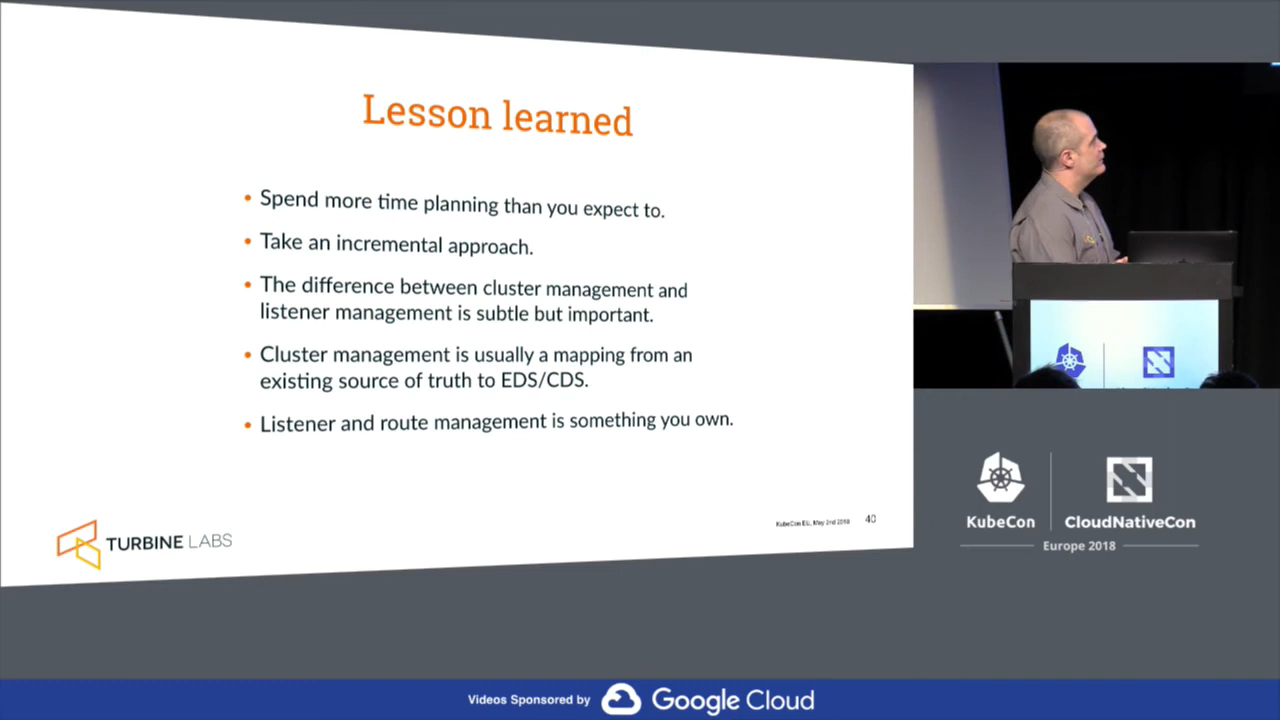 Lesson learned
• Spend more time planning than you expect to.
• Take an incremental approach.
• The difference between cluster management and
listener management is subtle but important.
• Cluster management is usually a mapping from an
existing source of truth to EDS/CDS.
• Listener and route management is something you own.
TURBINE LABS
KubeCon EU, May 2nd 2018 40
KubeCon
CloudNativeCon
Europe 2018
Videos Sponsored by Google Cloud